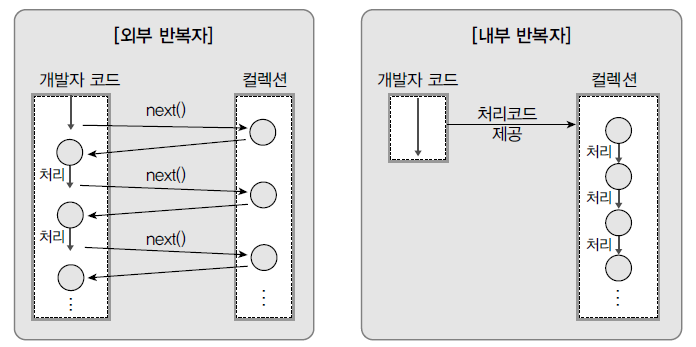 [외부 반복자]
개발자 코드
컬렉션
next()
처리
next()
처리
next()
[내부 반복자]
개발자 코드
컬렉션
처리코드
제공
처리
처리
처리